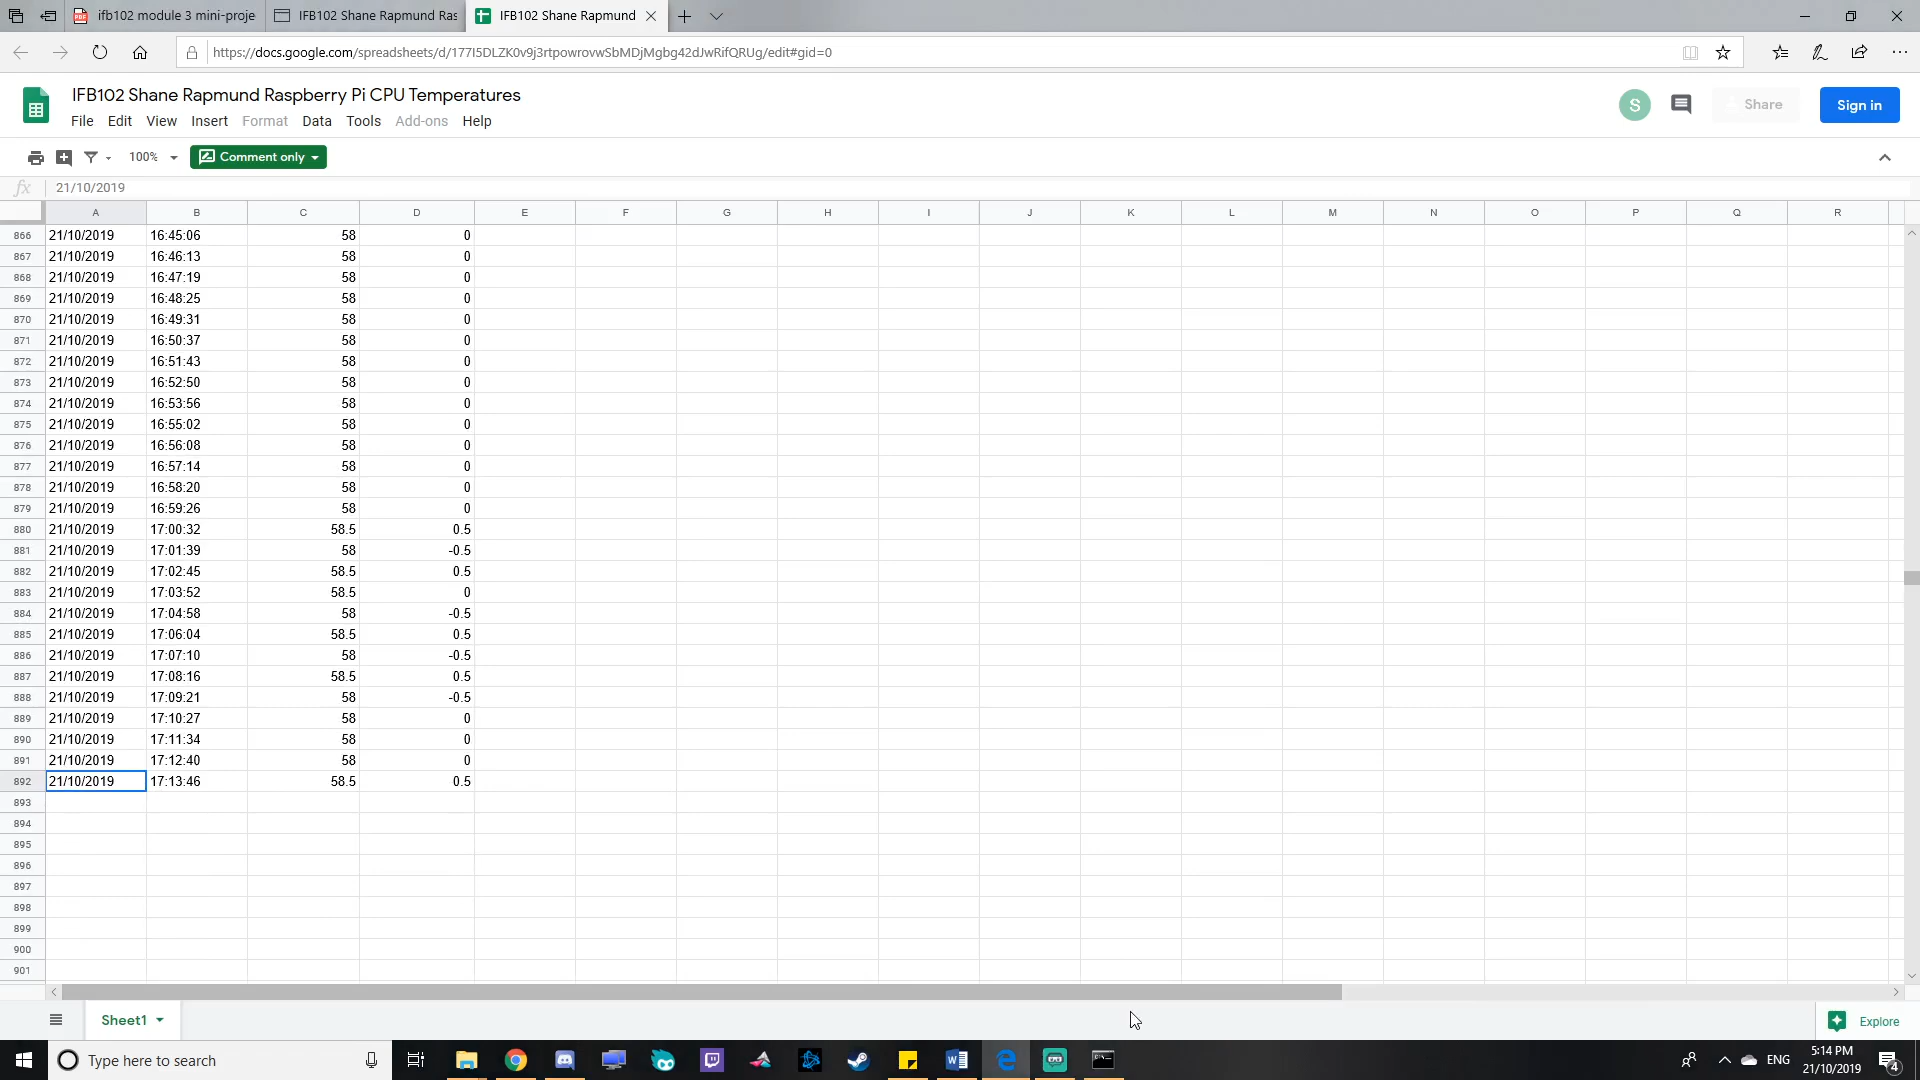 ifb102 module 3 mini-proje
IFB102 Shane Rapmund Ras
IFB102 Shane Rapmund
https://docs.google.com/spreadsheets/d/177I5DLZK0v9j3rtpowrovwSbMDjMgbg42dJwRifQRUg/edit#gid=0
IFB102 Shane Rapmund Raspberry Pi CPU Temperatures
S
Share
Sign in
File Edit View Insert Format Data Tools Add-ons Help
100% Comment only
fx 21/10/2019
A B C D E F G H I J K L M N O P Q R
866 21/10/2019 16:45:06 58 0
867 21/10/2019 16:46:13 58 0
868 21/10/2019 16:47:19 58 0
869 21/10/2019 16:48:25 58 0
870 21/10/2019 16:49:31 58 0
871 21/10/2019 16:50:37 58 0
872 21/10/2019 16:51:43 58 0
873 21/10/2019 16:52:50 58 0
874 21/10/2019 16:53:56 58 0
875 21/10/2019 16:55:02 58 0
876 21/10/2019 16:56:08 58 0
877 21/10/2019 16:57:14 58 0
878 21/10/2019 16:58:20 58 0
879 21/10/2019 16:59:26 58 0
880 21/10/2019 17:00:32 58.5 0.5
881 21/10/2019 17:01:39 58 -0.5
882 21/10/2019 17:02:45 58.5 0.5
883 21/10/2019 17:03:52 58.5 0
884 21/10/2019 17:04:58 58 -0.5
885 21/10/2019 17:06:04 58.5 0.5
886 21/10/2019 17:07:10 58 -0.5
887 21/10/2019 17:08:16 58.5 0.5
888 21/10/2019 17:09:21 58 -0.5
889 21/10/2019 17:10:27 58 0
890 21/10/2019 17:11:34 58 0
891 21/10/2019 17:12:40 58 0
892 21/10/2019 17:13:46 58.5 0.5
893
894
895
896
897
898
899
900
901
Sheet1
Explore
Type here to search
ENG
5:14 PM
21/10/2019
4